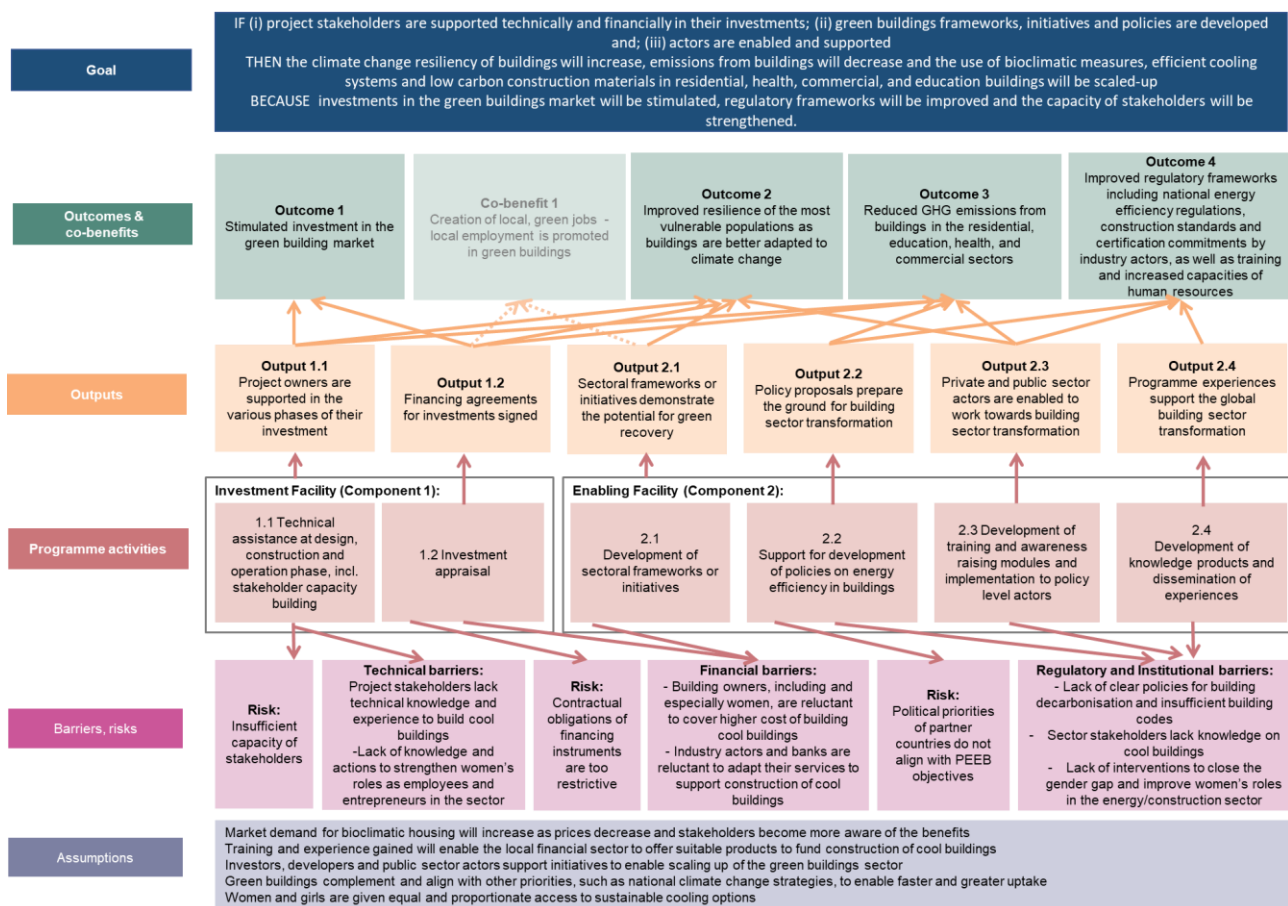 Goal
IF (i) project stakeholders are supported technically and financially in their investments; (ii) green buildings frameworks, initiatives and policies are developed
and; (iii) actors are enabled and supported
THEN the climate change resiliency of buildings will increase, emissions from buildings will decrease and the use of bioclimatic measures, efficient cooling
systems and low carbon construction materials in residential, health, commercial, and education buildings will be scaled-up
BECAUSE investments in the green buildings market will be stimulated, regulatory frameworks will be improved and the capacity of stakeholders will be
strengthened.
Outcomes &
co-benefits
Outcome 1
Stimulated investment in the
green building market
Co-benefit 1
Creation of local, green jobs -
local employment is promoted
in green buildings
Outcome 2
Improved resilience of the most
vulnerable populations as
buildings are better adapted to
climate change
Outcome 3
Reduced GHG emissions from
buildings in the residential,
education, health, and
commercial sectors
Outcome 4
Improved regulatory frameworks
including national energy
efficiency regulations,
construction standards and
certification commitments by
industry actors, as well as training
and increased capacities of
human resources
Outputs
Output 1.1
Project owners are
supported in the
various phases of their
investment
Output 1.2
Financing agreements
for investments signed
Output 2.1
Sectoral frameworks or
initiatives demonstrate
the potential for green
recovery
Output 2.2
Policy proposals prepare
the ground for building
sector transformation
Output 2.3
Private and public sector
actors are enabled to
work towards building
sector transformation
Output 2.4
Programme experiences
support the global
building sector
transformation
Programme activities
Investment Facility (Component 1):
1.1 Technical
assistance at design,
construction and
operation phase, incl.
stakeholder capacity
building
1.2 Investment
appraisal
Enabling Facility (Component 2):
2.1
Development of
sectoral frameworks or
initiatives
2.2
Support for development
of policies on energy
efficiency in buildings
2.3 Development of
training and awareness
raising modules and
implementation to policy
level actors
2.4
Development of
knowledge products and
dissemination of
experiences
Barriers, risks
Risk:
Insufficient
capacity of
stakeholders
Technical barriers:
Project stakeholders lack
technical knowledge and
experience to build cool
buildings
-Lack of knowledge and
actions to strengthen women's
roles as employees and
entrepreneurs in the sector
Risk:
Contractual
obligations of
financing
instruments
are too
restrictive
Financial barriers:
- Building owners, including and
especially women, are reluctant
to cover higher cost of building
cool buildings
- Industry actors and banks are
reluctant to adapt their services to
support construction of cool
buildings
Risk:
Political priorities
of partner
countries do not
align with PEEB
objectives
Regulatory and Institutional barriers:
- Lack of clear policies for building
decarbonisation and insufficient building
codes
- Sector stakeholders lack knowledge on
cool buildings
- Lack of interventions to close the
gender gap and improve women's roles
in the energy/construction sector
Assumptions
Market demand for bioclimatic housing will increase as prices decrease and stakeholders become more aware of the benefits
Training and experience gained will enable the local financial sector to offer suitable products to fund construction of cool buildings
Investors, developers and public sector actors support initiatives to enable scaling up of the green buildings sector
Green buildings complement and align with other priorities, such as national climate change strategies, to enable faster and greater uptake
Women and girls are given equal and proportionate access to sustainable cooling options